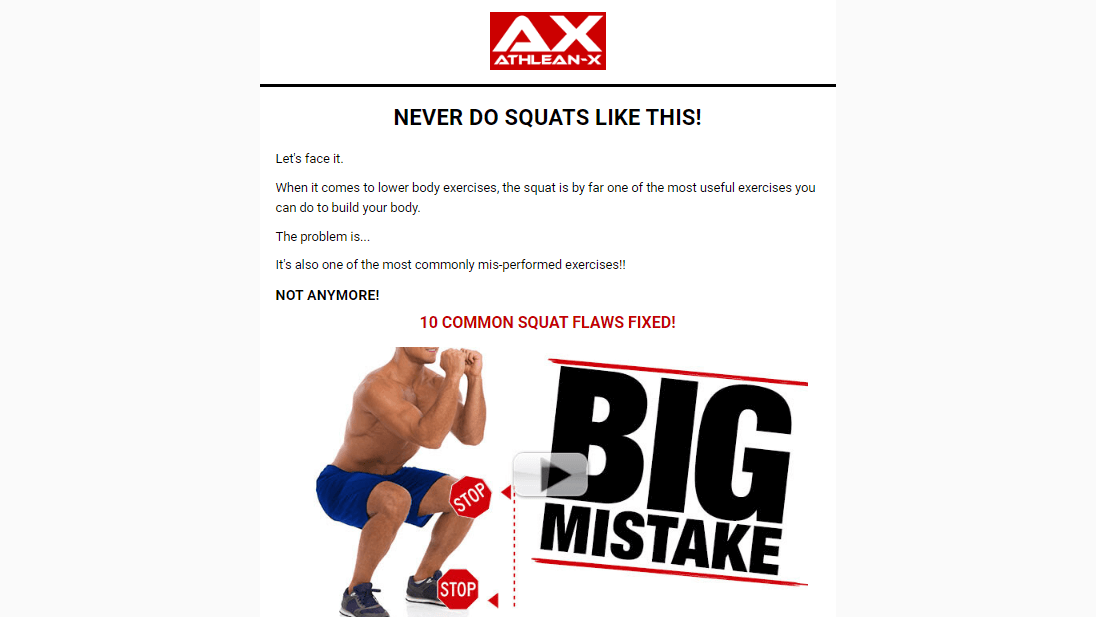 AX
ATHLEAN-X
NEVER DO SQUATS LIKE THIS!
Let's face it.
When it comes to lower body exercises, the squat is by far one of the most useful exercises you
can do to build your body.
The problem is...
It's also one of the most commonly mis-performed exercises!!
NOT ANYMORE!
10 COMMON SQUAT FLAWS FIXED!
BIG
MISTAKE
STOP
STOP